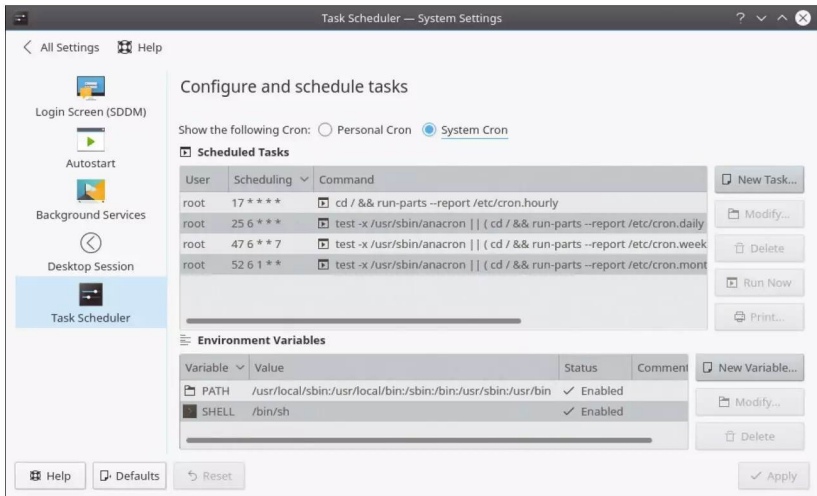 Task Scheduler — System Settings
?
All Settings
Help
Login Screen (SDDM)
Autostart
Background Services
Desktop Session
Task Scheduler
Configure and schedule tasks
Show the following Cron: Personal Cron System Cron
Scheduled Tasks
User Scheduling Command
root 17 * * * * cd / && run-parts --report /etc/cron.hourly
root 25 6 * * * test -x /usr/sbin/anacron || ( cd / && run-parts --report /etc/cron.daily
root 47 6 * * 7 test -x /usr/sbin/anacron || ( cd / && run-parts --report /etc/cron.week
root 52 6 1 * * test -x /usr/sbin/anacron || ( cd / && run-parts --report /etc/cron.mont
New Task...
Modify...
Delete
Run Now
Print...
Environment Variables
Variable Value Status Comment
PATH /usr/local/sbin:/usr/local/bin:/sbin:/bin:/usr/sbin:/usr/bin Enabled
SHELL /bin/sh Enabled
New Variable...
Modify...
Delete
Help
Defaults
Reset
Apply